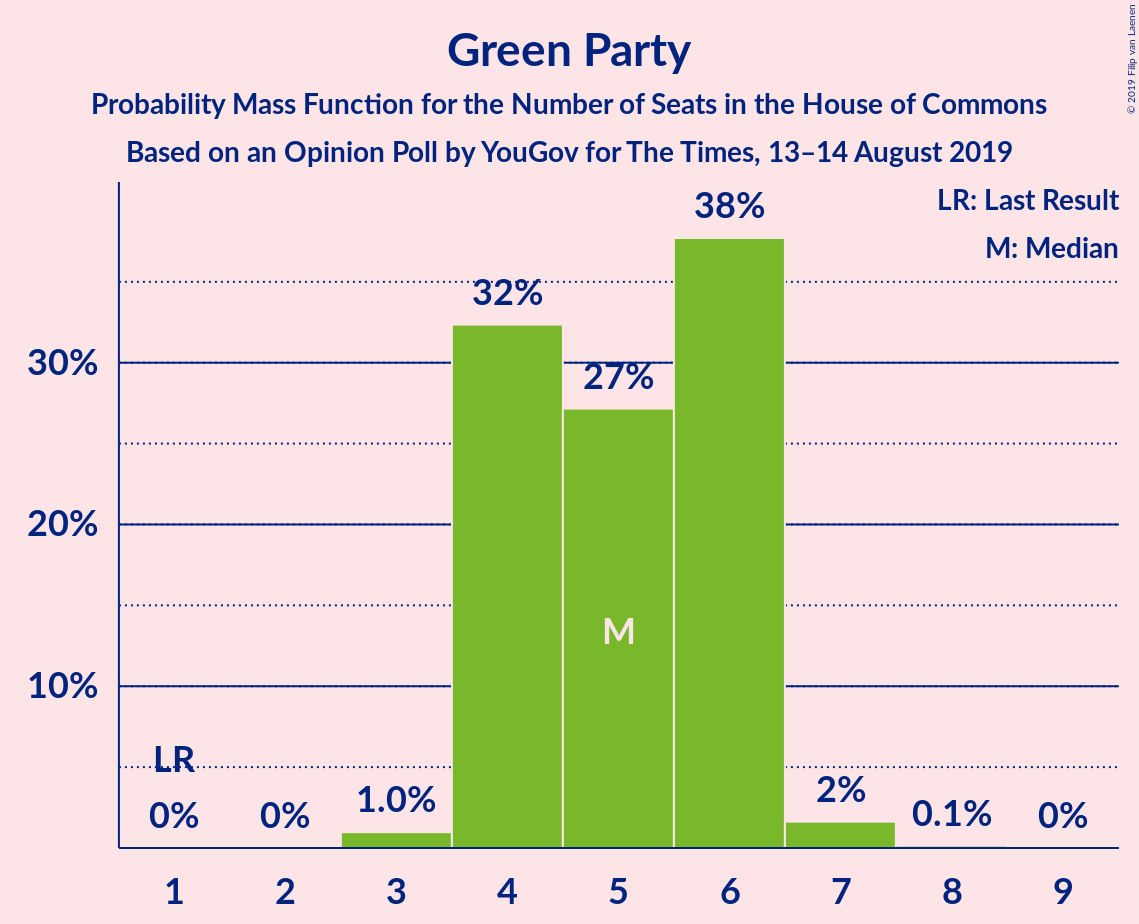 Green Party
Probability Mass Function for the Number of Seats in the House of Commons
Based on an Opinion Poll by YouGov for The Times, 13–14 August 2019
© 2019 Filip van Laenen
LR: Last Result
M: Median
38%
32%
27%
30%
20%
10%
M
LR
0%
0%
1.0%
2%
0.1%
0%
1 2 3 4 5 6 7 8 9